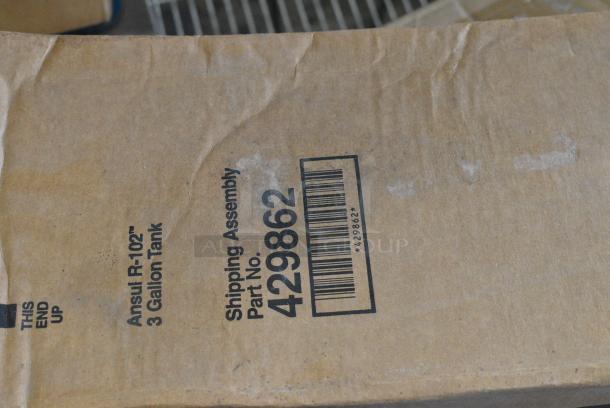 THIS
END
UP
Ansul R-102™
3 Gallon Tank
Shipping Assembly
Part No.
429862
*429862*